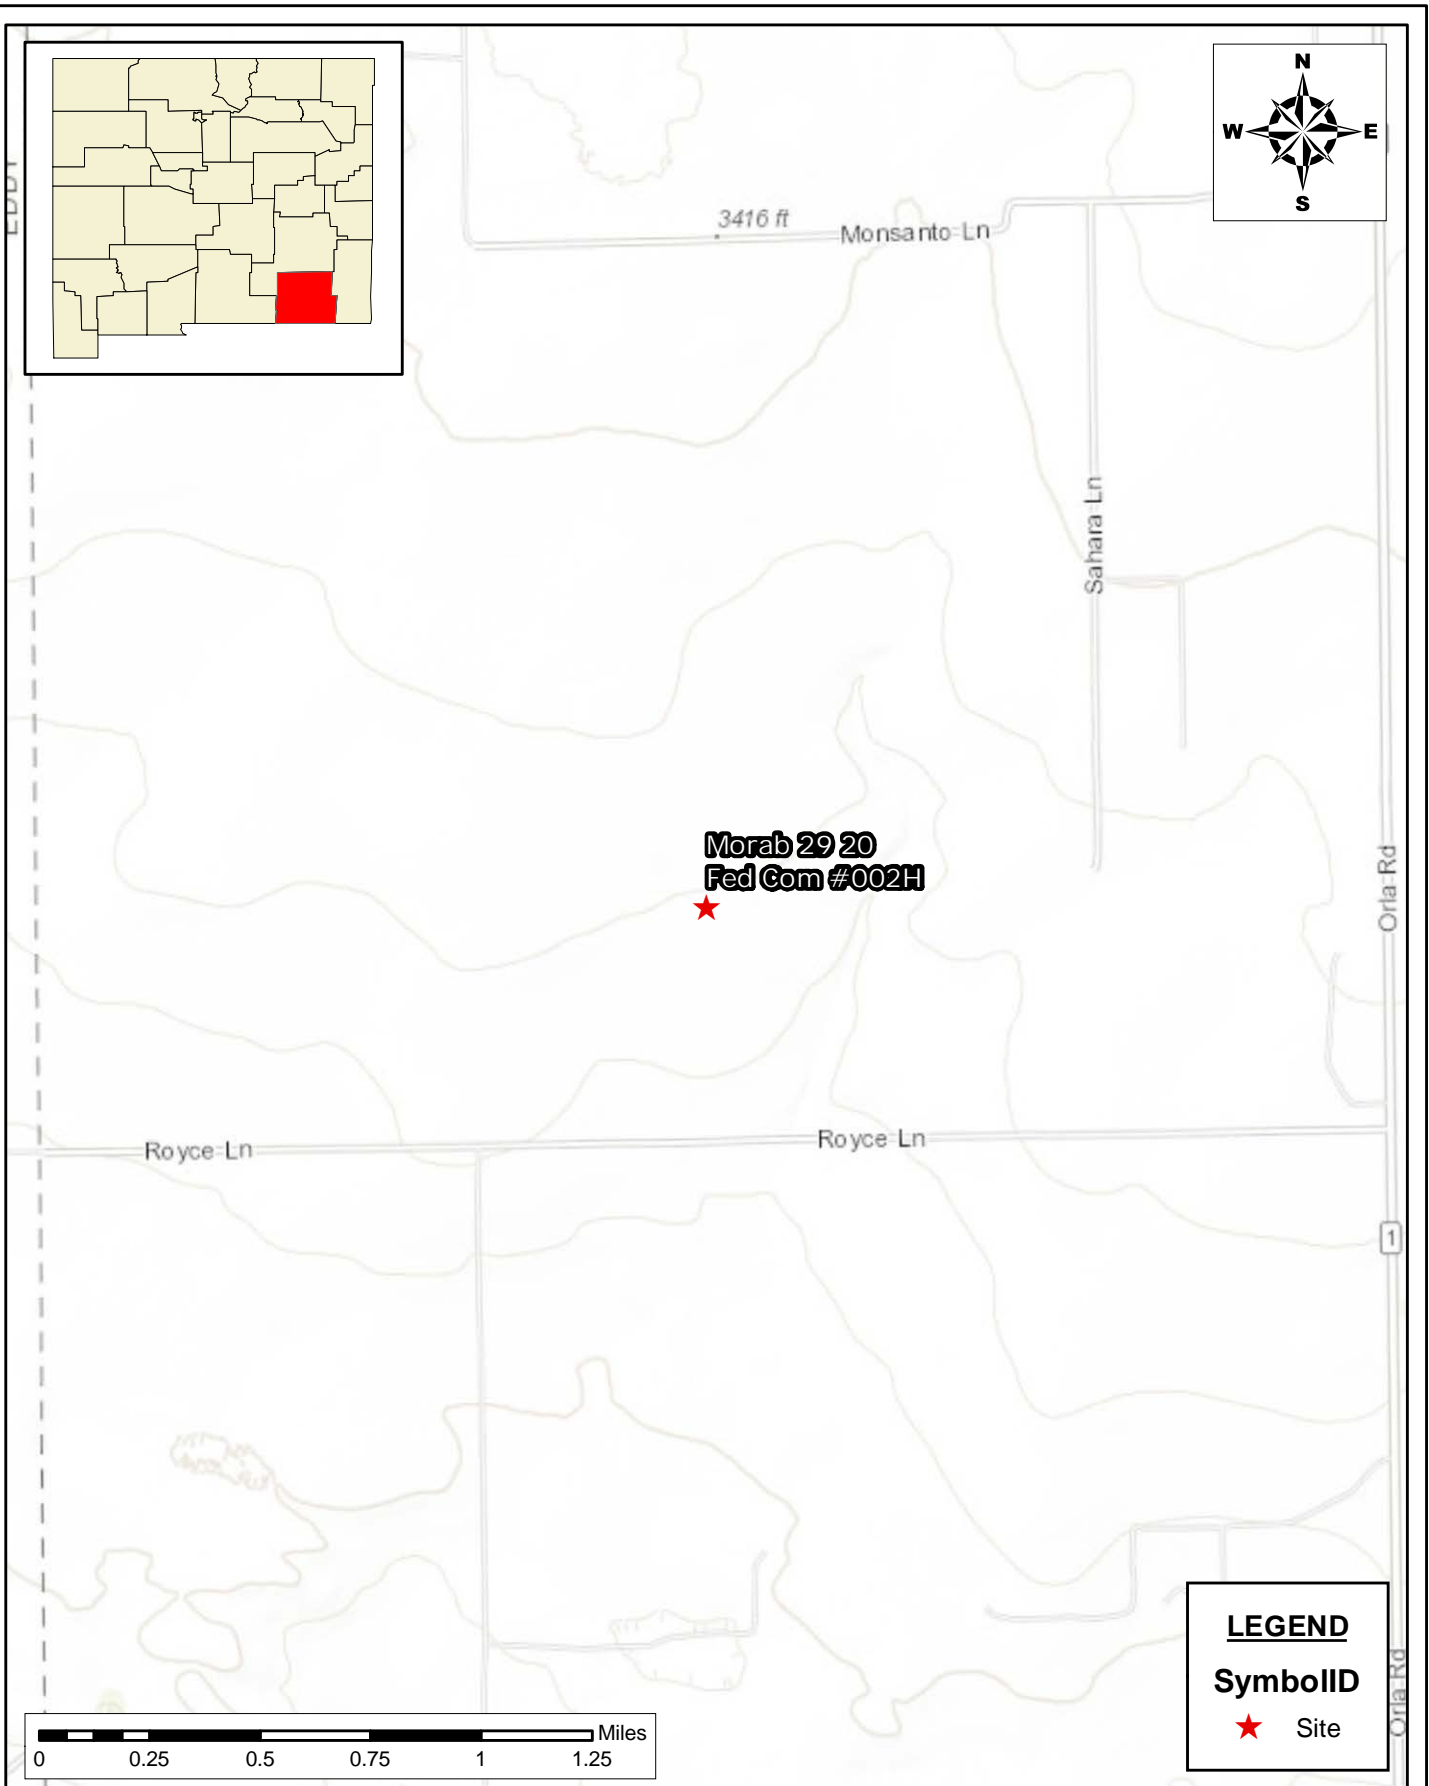 EDDY
N
W E
S
3416 ft
Monsanto Ln
Sahara Ln
Morab 29 20
Fed Com #002H
Orla Rd
Royce Ln
Royce Ln
1
LEGEND
SymbolID
Site
Orla Rd
Miles
0 0.25 0.5 0.75 1 1.25